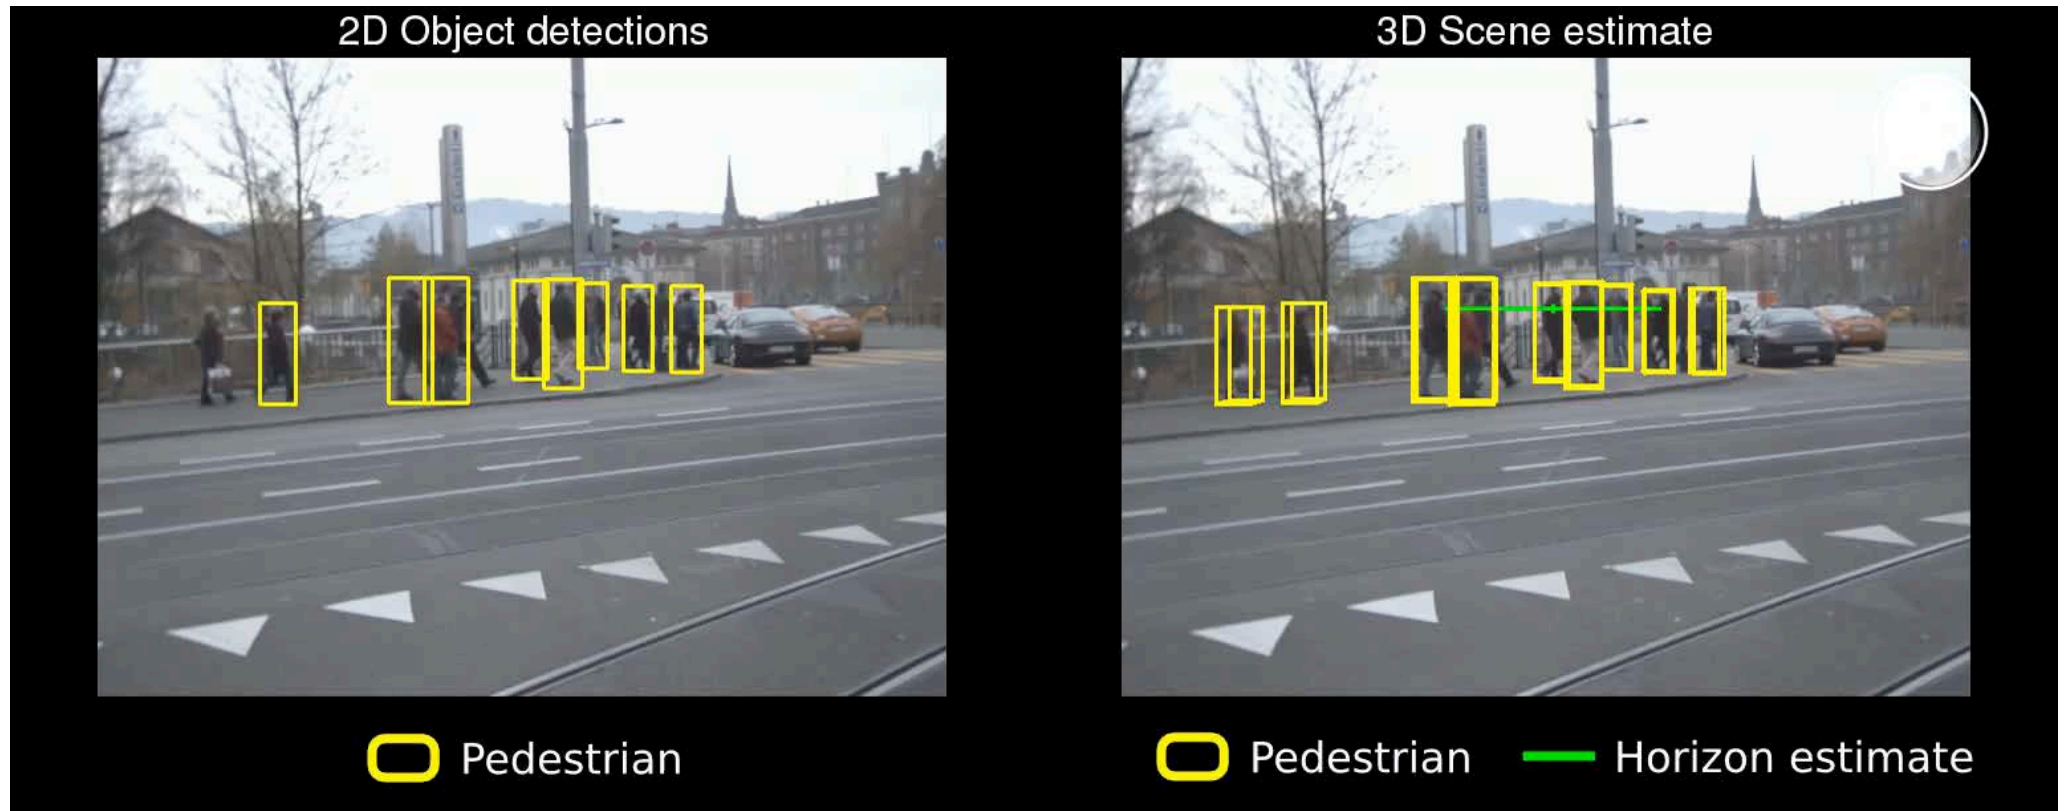 2D Object detections
3D Scene estimate
Pedestrian
Pedestrian
Horizon estimate